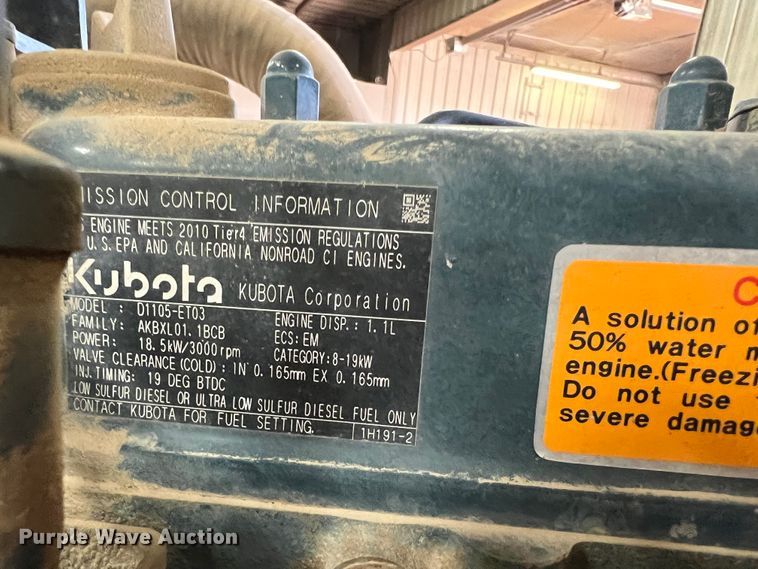 ISSION CONTROL INFORMATION
ENGINE MEETS 2010 Tier4 EMISSION REGULATIONS
U.S. EPA AND CALIFORNIA NONROAD CI ENGINES.
Kubota KUBOTA Corporation
MODEL : D1105-ET03 ENGINE DISP.: 1.1L
FAMILY: AKBXL01.1BCB ECS: EM
POWER: 18.5kW/3000rpm CATEGORY: 8-19kW
VALVE CLEARANCE (COLD): IN 0.165mm EX 0.165mm
INJ.TIMING: 19 DEG BTDC
LOW SULFUR DIESEL OR ULTRA LOW SULFUR DIESEL FUEL ONLY
CONTACT KUBOTA FOR FUEL SETTING. 1H191-2
C
A solution of
50% water m
engine.(Freezi
Do not use
severe damag
Purple Wave Auction